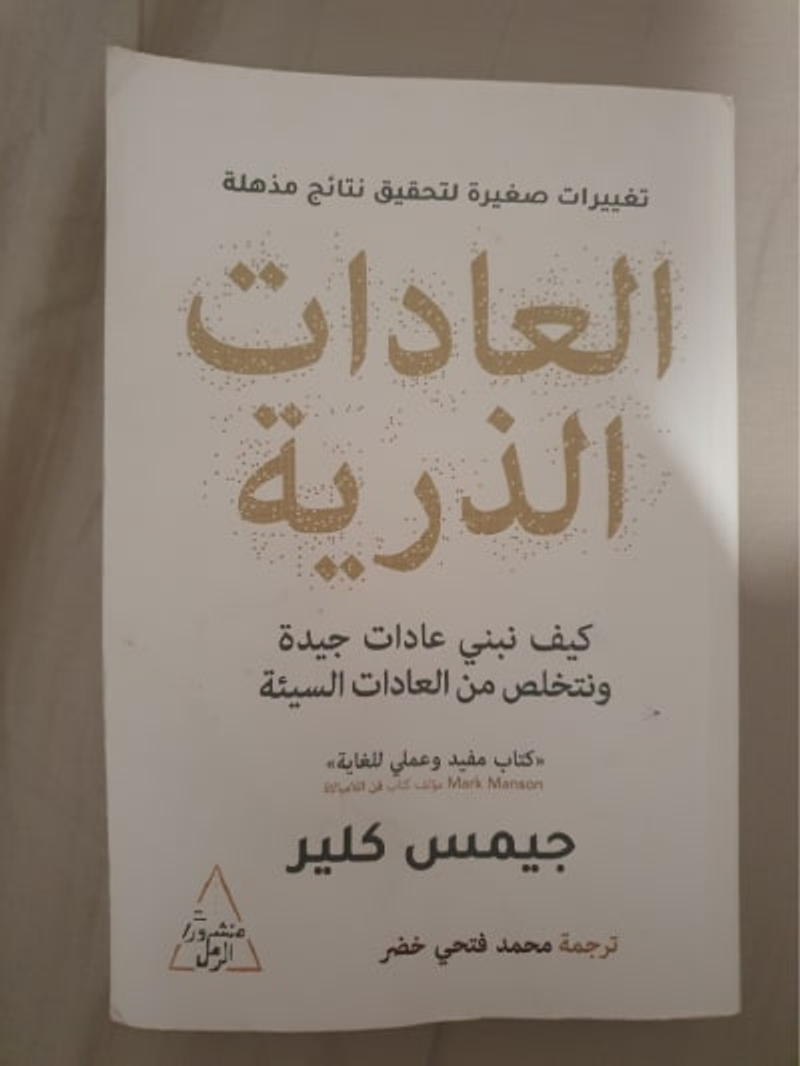 تغييرات صغيرة لتحقيق نتائج مذهلة
العادات
الذرية
كيف نبني عادات جيدة
ونتخلص من العادات السيئة
«كتاب مفيد وعملي للغاية»
Mark Manson مؤلف كتاب فن اللامبالاة
جيمس كلير
ترجمة محمد فتحي خضر
منشورات
الرمل